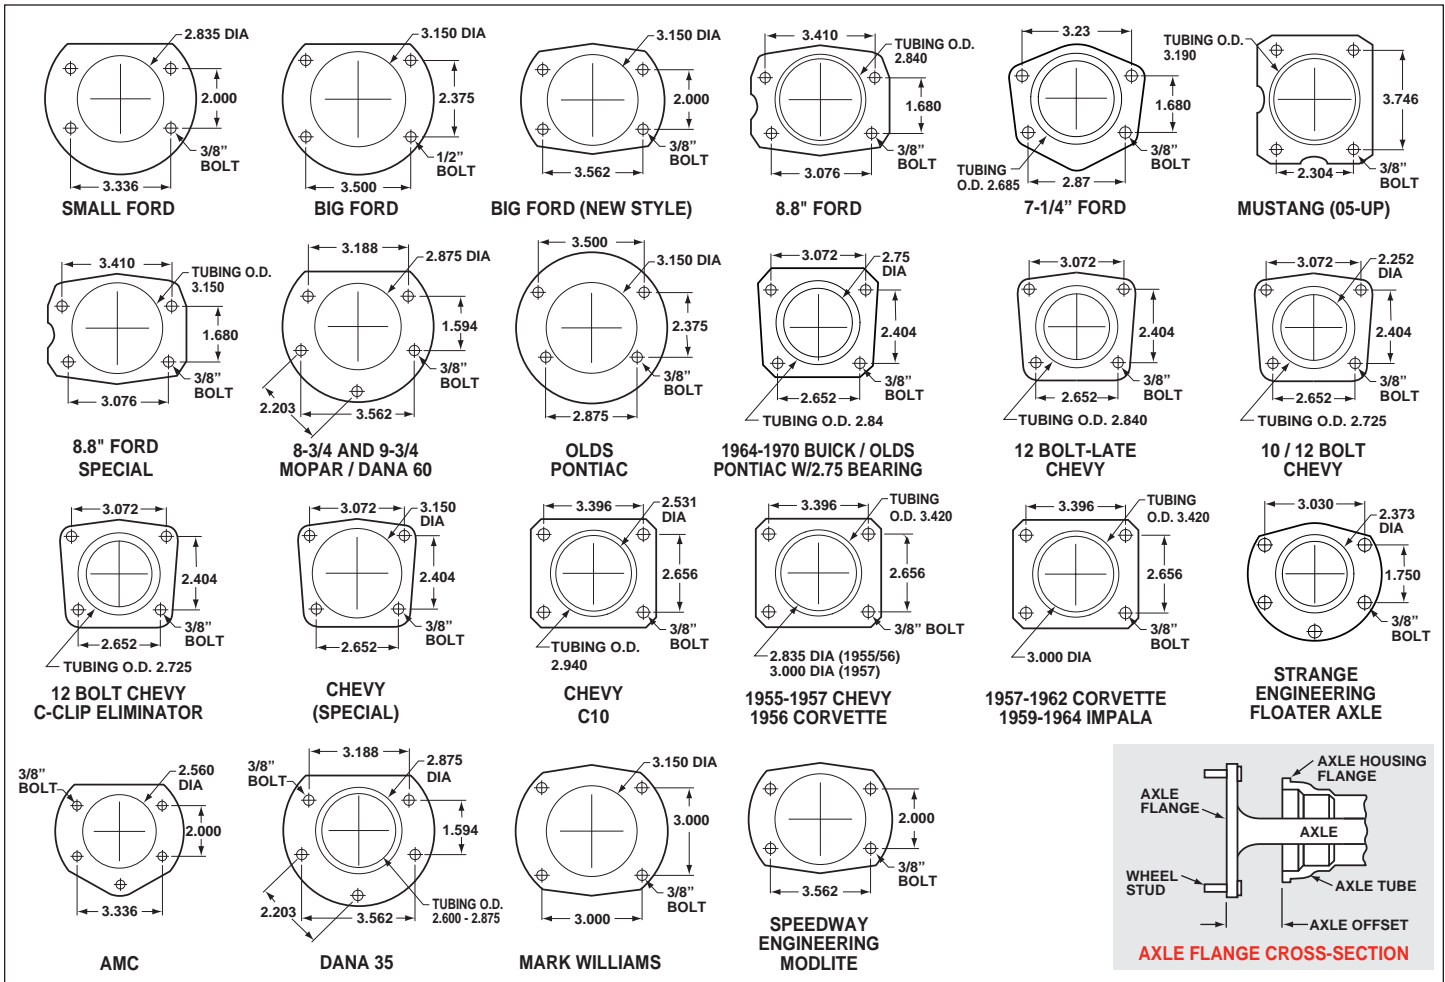 2.835 DIA
2.000
3/8”
BOLT
3.336
SMALL FORD
3.150 DIA
2.375
1/2”
BOLT
3.500
BIG FORD
3.150 DIA
2.000
3/8”
BOLT
3.562
BIG FORD (NEW STYLE)
3.410
TUBING O.D.
2.840
1.680
3/8”
BOLT
3.076
8.8" FORD
3.23
1.680
3/8”
BOLT
TUBING
O.D. 2.685
2.87
7-1/4” FORD
TUBING O.D.
3.190
3.746
3/8”
BOLT
2.304
MUSTANG (05-UP)
3.410
TUBING O.D.
3.150
1.680
3/8”
BOLT
3.076
8.8" FORD
SPECIAL
3.188
2.875 DIA
1.594
3/8”
BOLT
2.203
3.562
8-3/4 AND 9-3/4
MOPAR / DANA 60
3.500
3.150 DIA
2.375
3/8”
BOLT
2.875
OLDS
PONTIAC
3.072
2.75
DIA
2.404
3/8”
BOLT
2.652
TUBING O.D. 2.84
1964-1970 BUICK / OLDS
PONTIAC W/2.75 BEARING
3.072
2.404
3/8”
BOLT
2.652
TUBING O.D. 2.840
12 BOLT-LATE
CHEVY
3.072
2.252
DIA
2.404
3/8”
BOLT
2.652
TUBING O.D. 2.725
10 / 12 BOLT
CHEVY
3.072
2.404
3/8”
BOLT
2.652
TUBING O.D. 2.725
12 BOLT CHEVY
C-CLIP ELIMINATOR
3.072
3.150
DIA
2.404
3/8”
BOLT
2.652
CHEVY
(SPECIAL)
3.396
2.531
DIA
2.656
3/8”
BOLT
TUBING O.D.
2.940
CHEVY
C10
3.396
TUBING
O.D. 3.420
2.656
3/8” BOLT
2.835 DIA (1955/56)
3.000 DIA (1957)
1955-1957 CHEVY
1956 CORVETTE
3.396
TUBING
O.D. 3.420
2.656
3/8”
BOLT
3.000 DIA
1957-1962 CORVETTE
1959-1964 IMPALA
3.030
2.373
DIA
1.750
3/8”
BOLT
STRANGE
ENGINEERING
FLOATER AXLE
3/8”
BOLT
2.560
DIA
2.000
3.336
AMC
3/8”
BOLT
3.188
2.875
DIA
1.594
2.203
3.562
TUBING O.D.
2.600 - 2.875
DANA 35
3.150 DIA
3.000
3/8”
BOLT
3.000
MARK WILLIAMS
2.000
3/8”
BOLT
3.562
SPEEDWAY
ENGINEERING
MODLITE
AXLE HOUSING
FLANGE
AXLE
FLANGE
AXLE
WHEEL
STUD
AXLE TUBE
AXLE OFFSET
AXLE FLANGE CROSS-SECTION